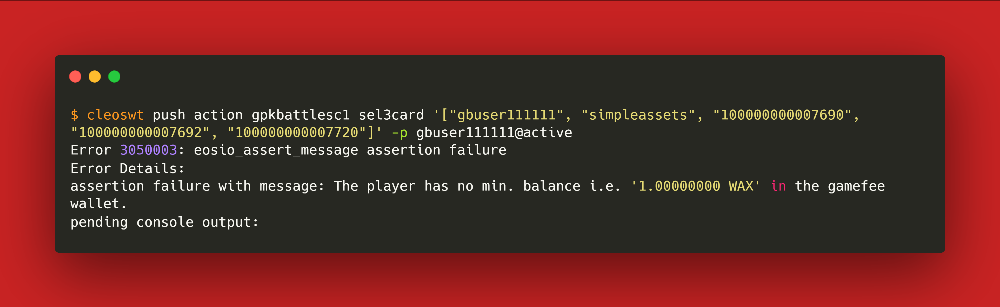 $ cleoswt push action gpkbattlesc1 sel3card '["gbuser111111", "simpleassets", "100000000007690",
"100000000007692", "100000000007720"]' -p gbuser111111@active
Error 3050003: eosio_assert_message assertion failure
Error Details:
assertion failure with message: The player has no min. balance i.e. '1.00000000 WAX' in the gamefee
wallet.
pending console output: